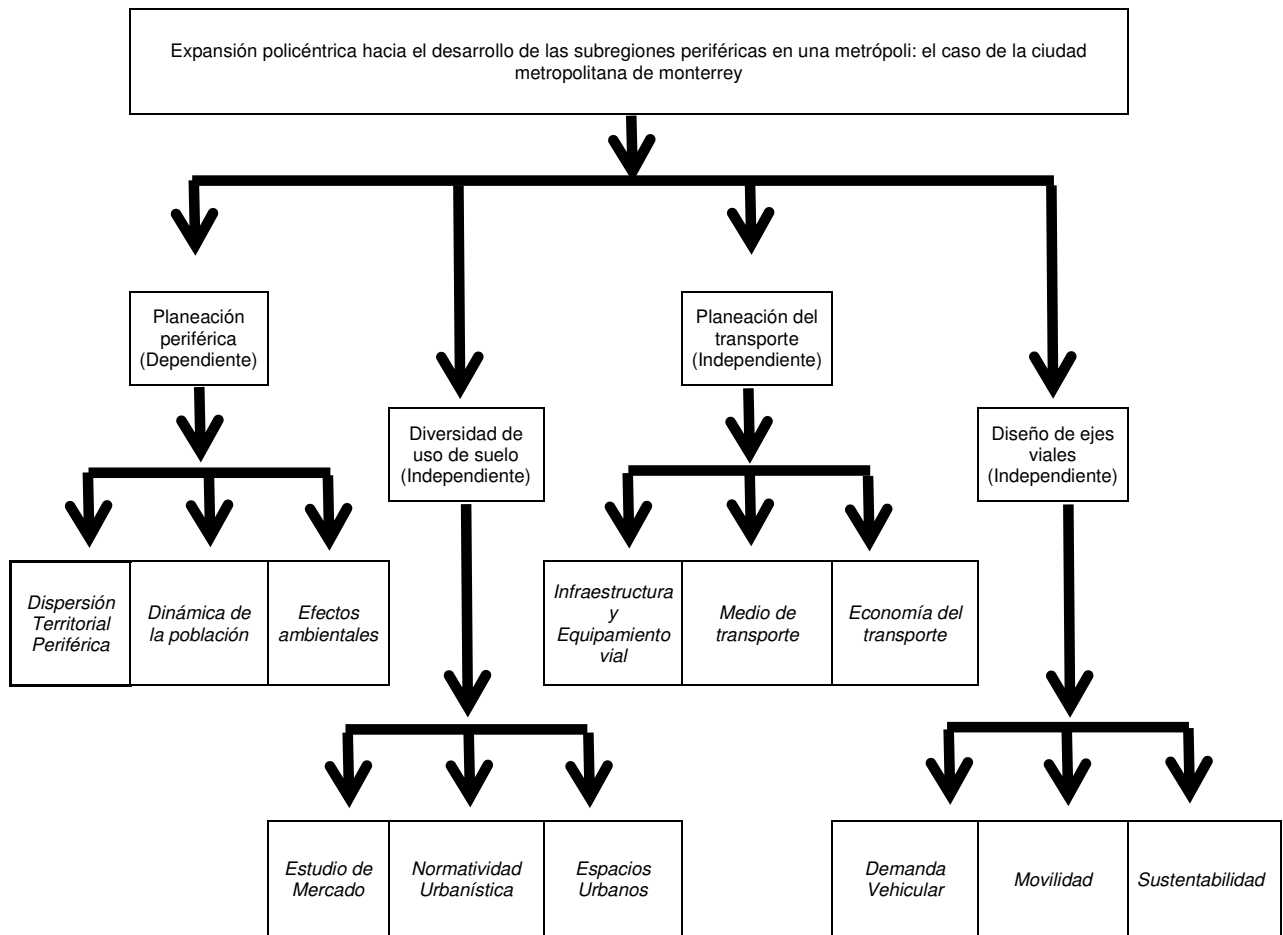 Expansión policéntrica hacia el desarrollo de las subregiones periféricas en una metrópoli: el caso de la ciudad
metropolitana de monterrey
Planeación
periférica
(Dependiente)
Planeación del
transporte
(Independiente)
Diversidad de
uso de suelo
(Independiente)
Diseño de ejes
viales
(Independiente)
Dispersión
Territorial
Periférica
Dinámica de
la población
Efectos
ambientales
Infraestructura
y
Equipamiento
vial
Medio de
transporte
Economía del
transporte
Estudio de
Mercado
Normatividad
Urbanística
Espacios
Urbanos
Demanda
Vehicular
Movilidad
Sustentabilidad